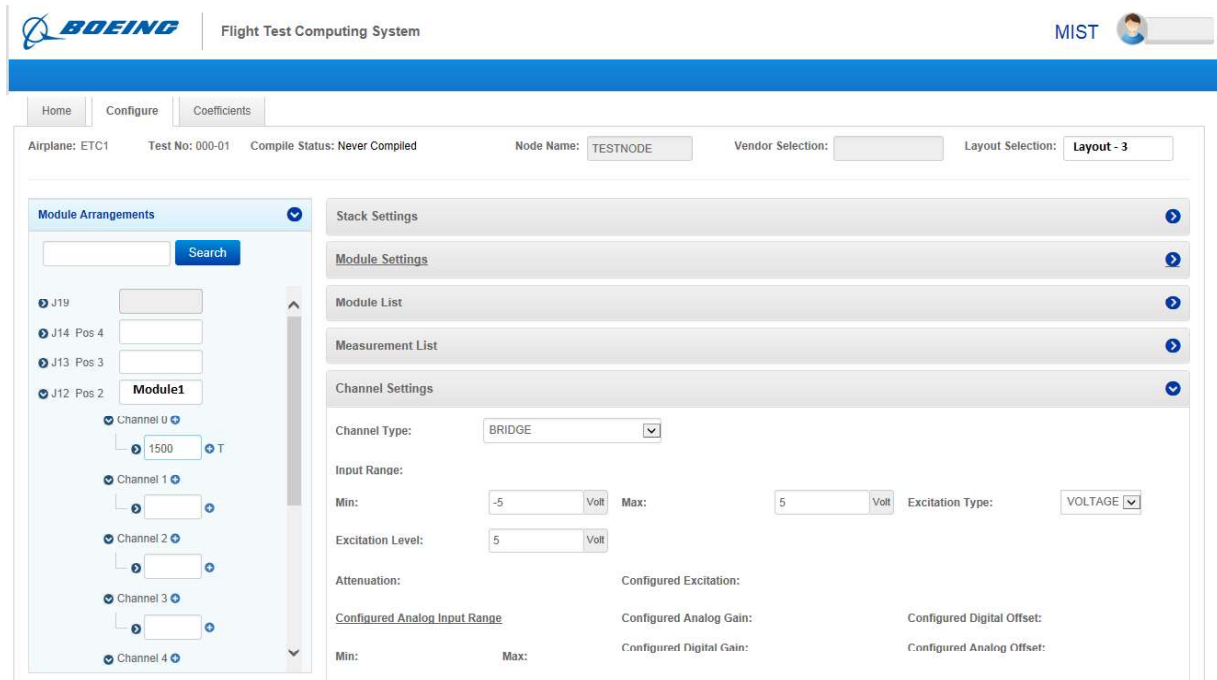 BOEING Flight Test Computing System MIST
Home Configure Coefficients
Airplane: ETC1 Test No: 000-01 Compile Status: Never Compiled Node Name: TESTNODE Vendor Selection: Layout Selection: Layout - 3
Module Arrangements
Search
J19
J14 Pos 4
J13 Pos 3
J12 Pos 2 Module1
Channel 0
1500 T
Channel 1
Channel 2
Channel 3
Channel 4
Stack Settings
Module Settings
Module List
Measurement List
Channel Settings
Channel Type: BRIDGE
Input Range:
Min: -5 Volt Max: 5 Volt Excitation Type: VOLTAGE
Excitation Level: 5 Volt
Attenuation: Configured Excitation:
Configured Analog Input Range Configured Analog Gain: Configured Digital Offset:
Configured Digital Gain: Configured Analog Offset:
Min: Max: